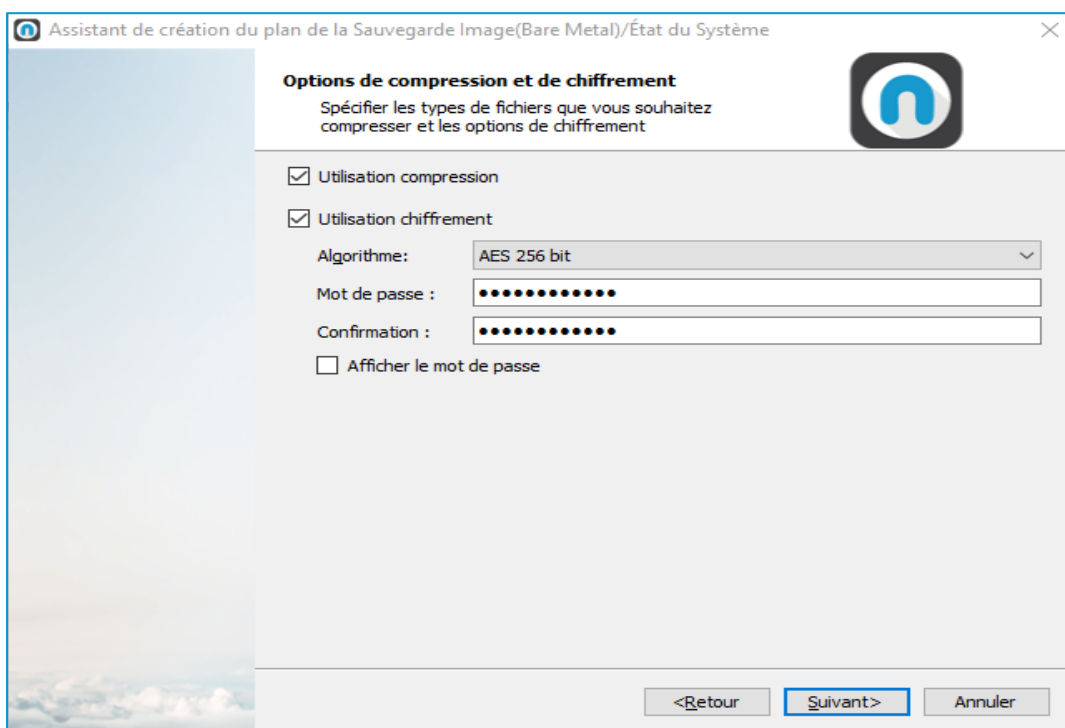 Assistant de création du plan de la Sauvegarde Image(Bare Metal)/État du Système
Options de compression et de chiffrement
Spécifier les types de fichiers que vous souhaitez
compresser et les options de chiffrement
Utilisation compression
Utilisation chiffrement
Algorithme: AES 256 bit
Mot de passe : ●●●●●●●●●●●●
Confirmation : ●●●●●●●●●●●●
Afficher le mot de passe
<Retour Suivant> Annuler